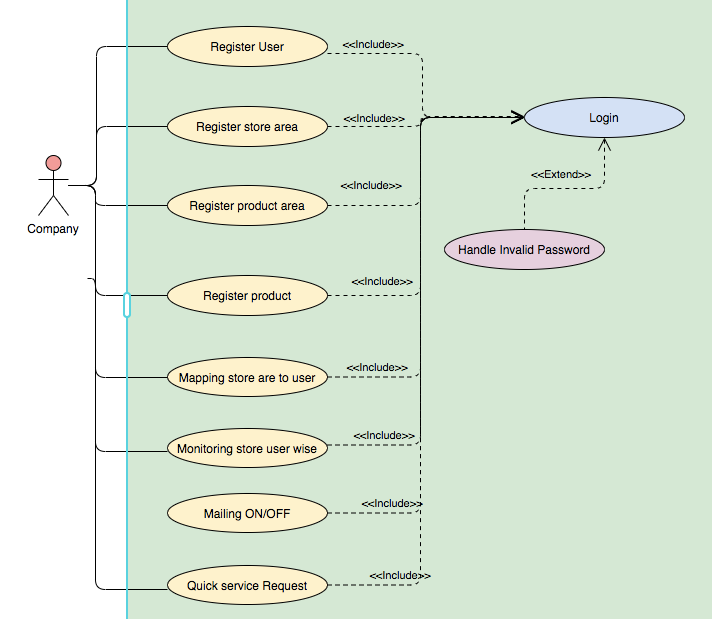 Register User
<<Include>>
Register store area
<<Include>>
Login
Register product area
<<Include>>
<<Extend>>
Company
Handle Invalid Password
Register product
<<Include>>
Mapping store are to user
<<Include>>
Monitoring store user wise
<<Include>>
Mailing ON/OFF
<<Include>>
Quick service Request
<<Include>>